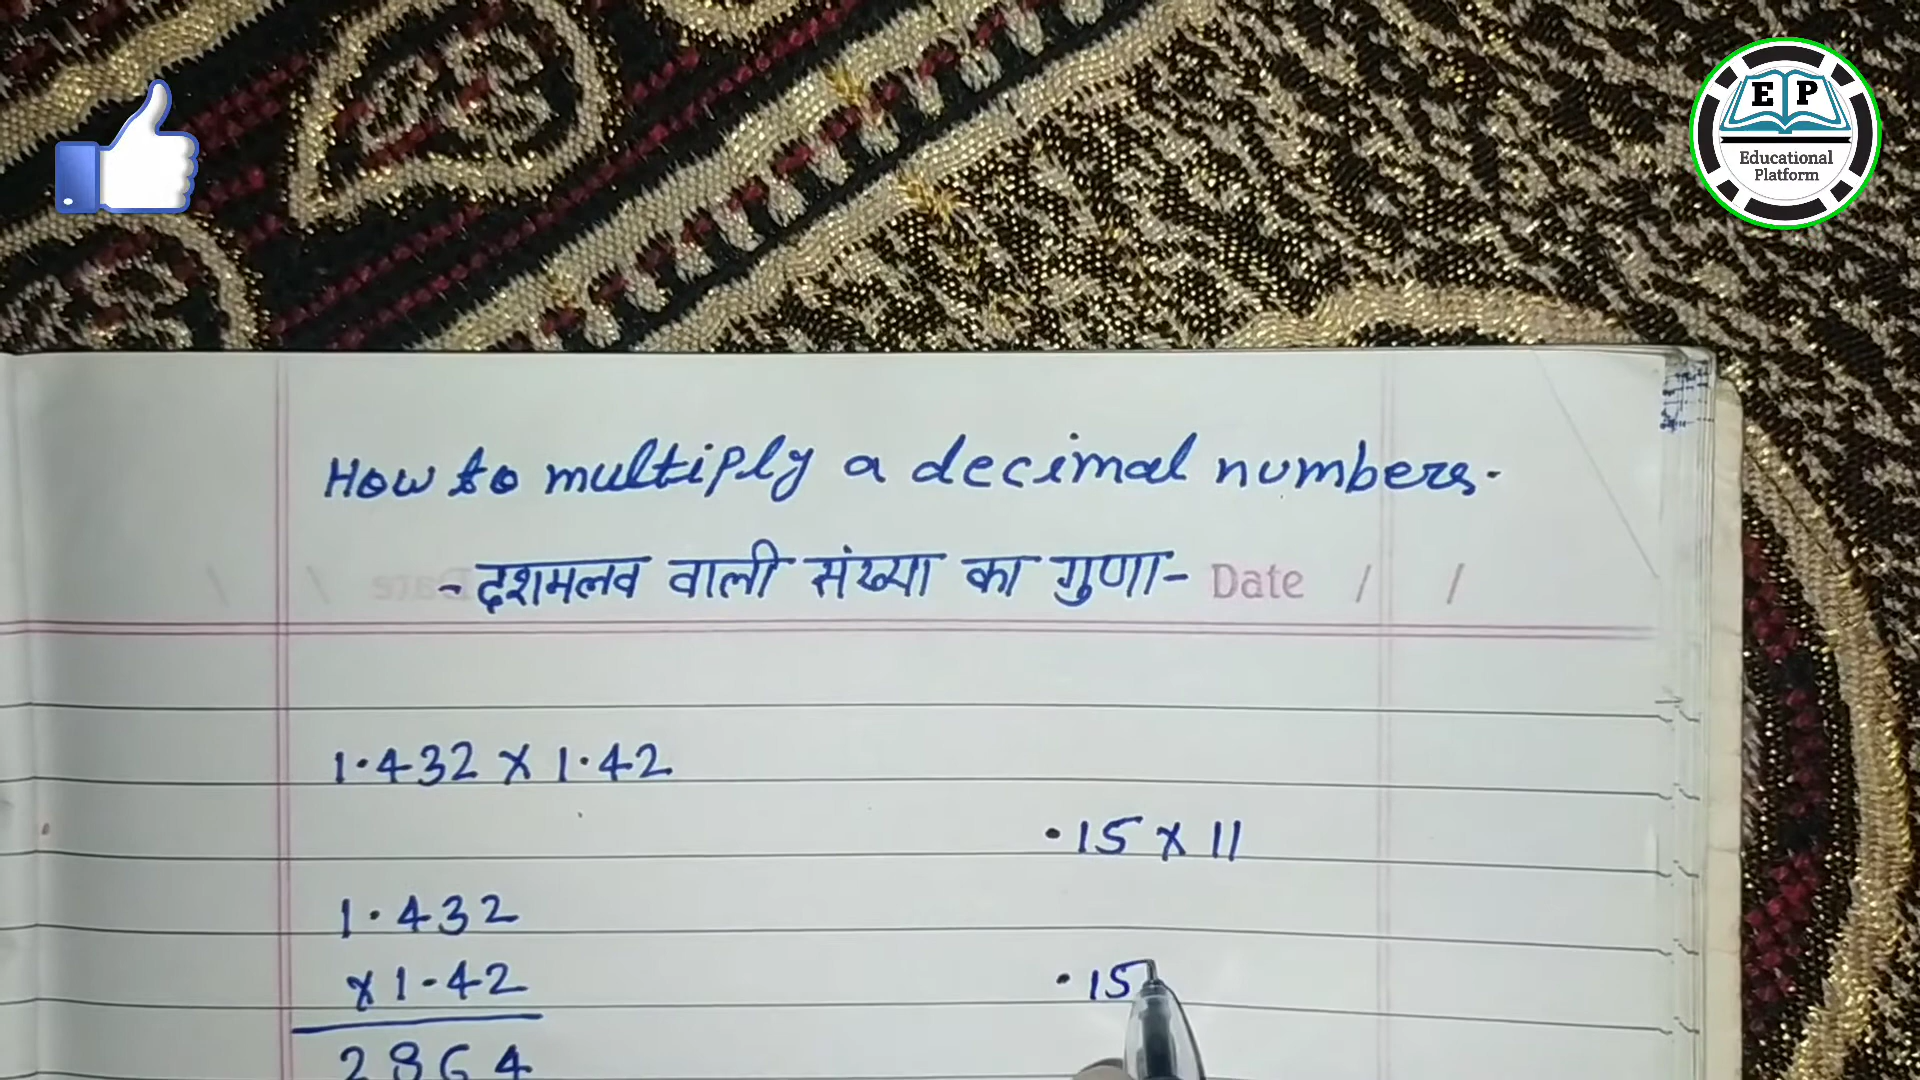 E P
Educational
Platform
How to multiply a decimal numbers.
- दशमलव वाली संख्या का गुणा-
Date / /
1.432 x 1.42
.15 x 11
1.432
x 1.42
2864
.15